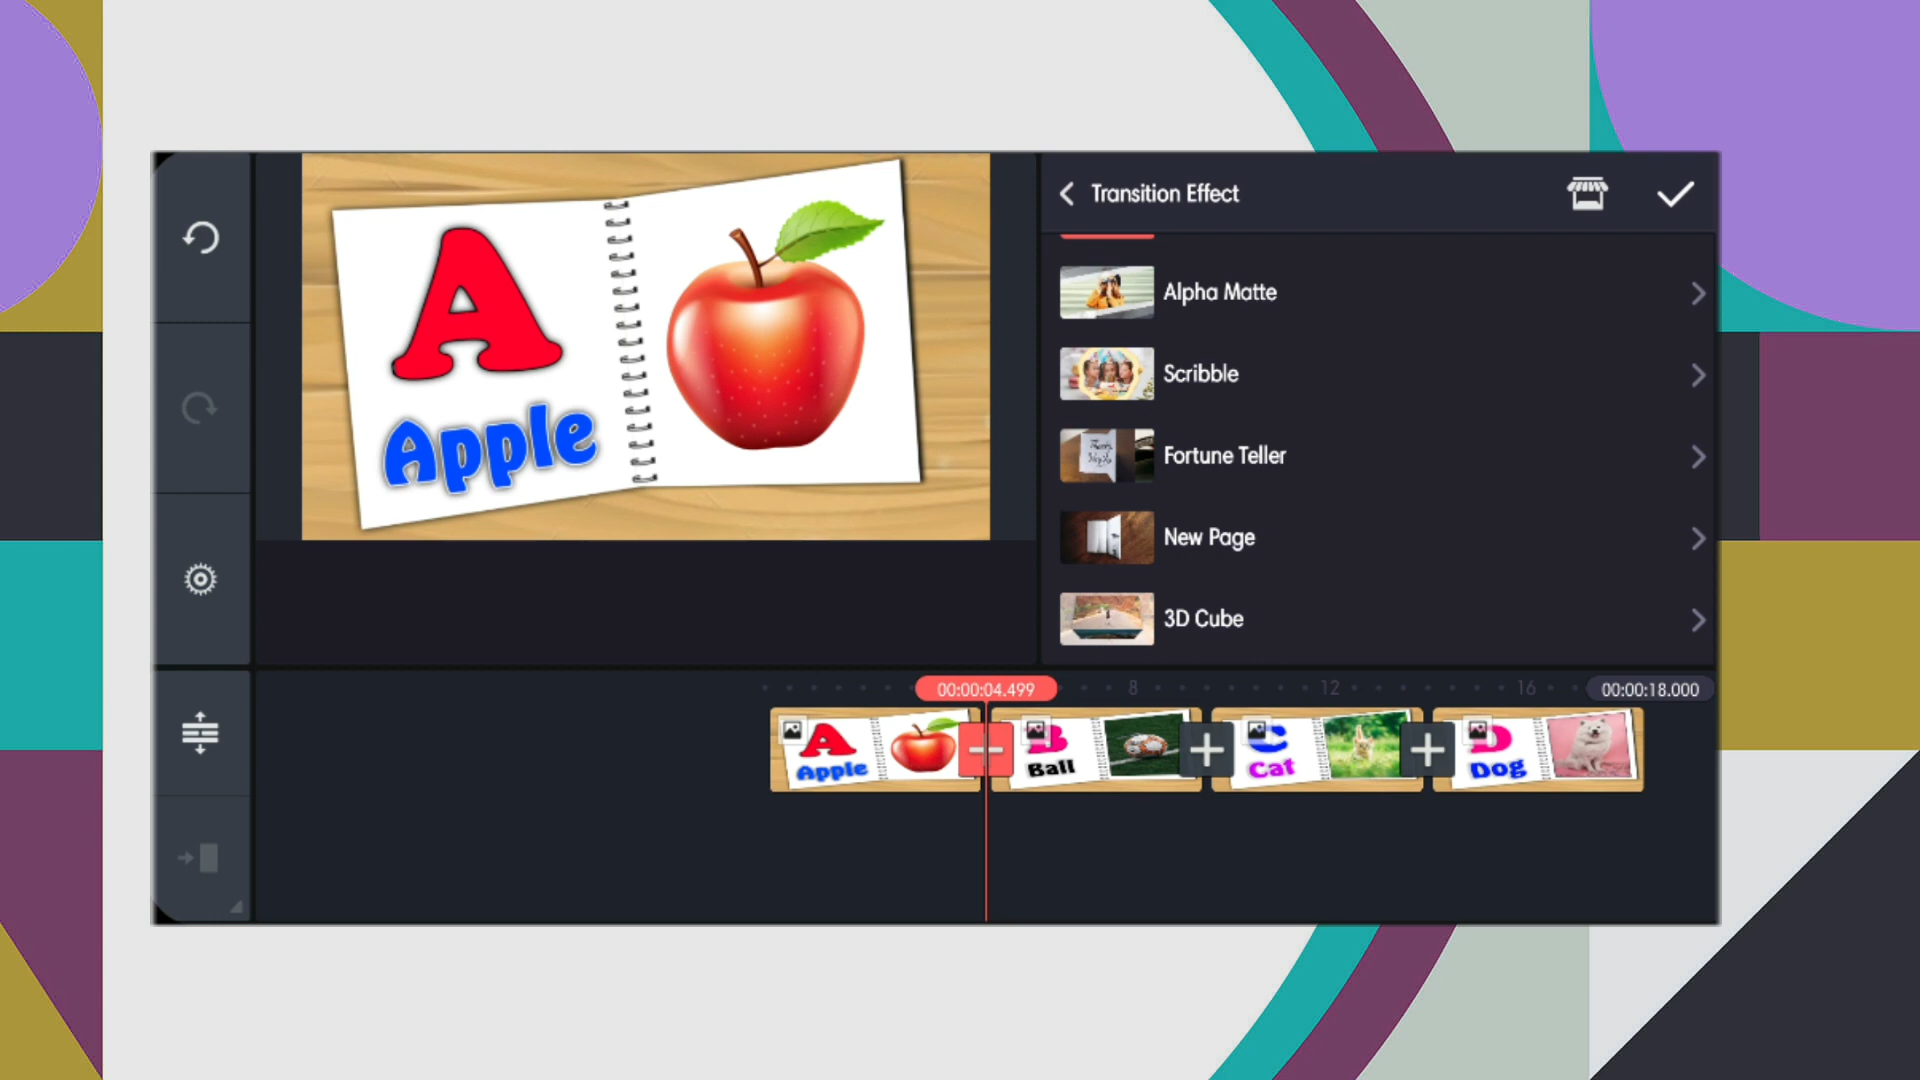 A
Apple
Transition Effect
Alpha Matte
Scribble
Fortune Teller
Thank
New Page
3D Cube
00:00:04.499
8
12
16
00:00:18.000
A
Apple
B
Ball
C
Cat
D
Dog